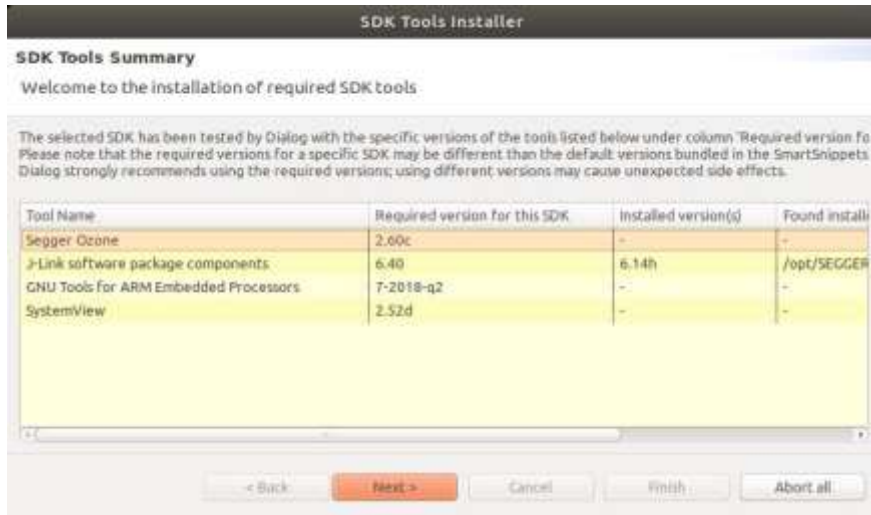 SDK Tools Installer
SDK Tools Summary
Welcome to the installation of required SDK tools
The selected SDK has been tested by Dialog with the specific versions of the tools listed below under column 'Required version fo
Please note that the required versions for a specific SDK may be different than the default versions bundled in the SmartSnippets
Dialog strongly recommends using the required versions; using different versions may cause unexpected side effects.
Tool Name Required version for this SDK Installed version(s) Found install
Segger Ozone 2.60c - -
J-Link software package components 6.40 6.14h /opt/SEGGER
GNU Tools for ARM Embedded Processors 7-2018-q2 - -
SystemView 2.52d - -
< Back Next > Cancel Finish Abort all